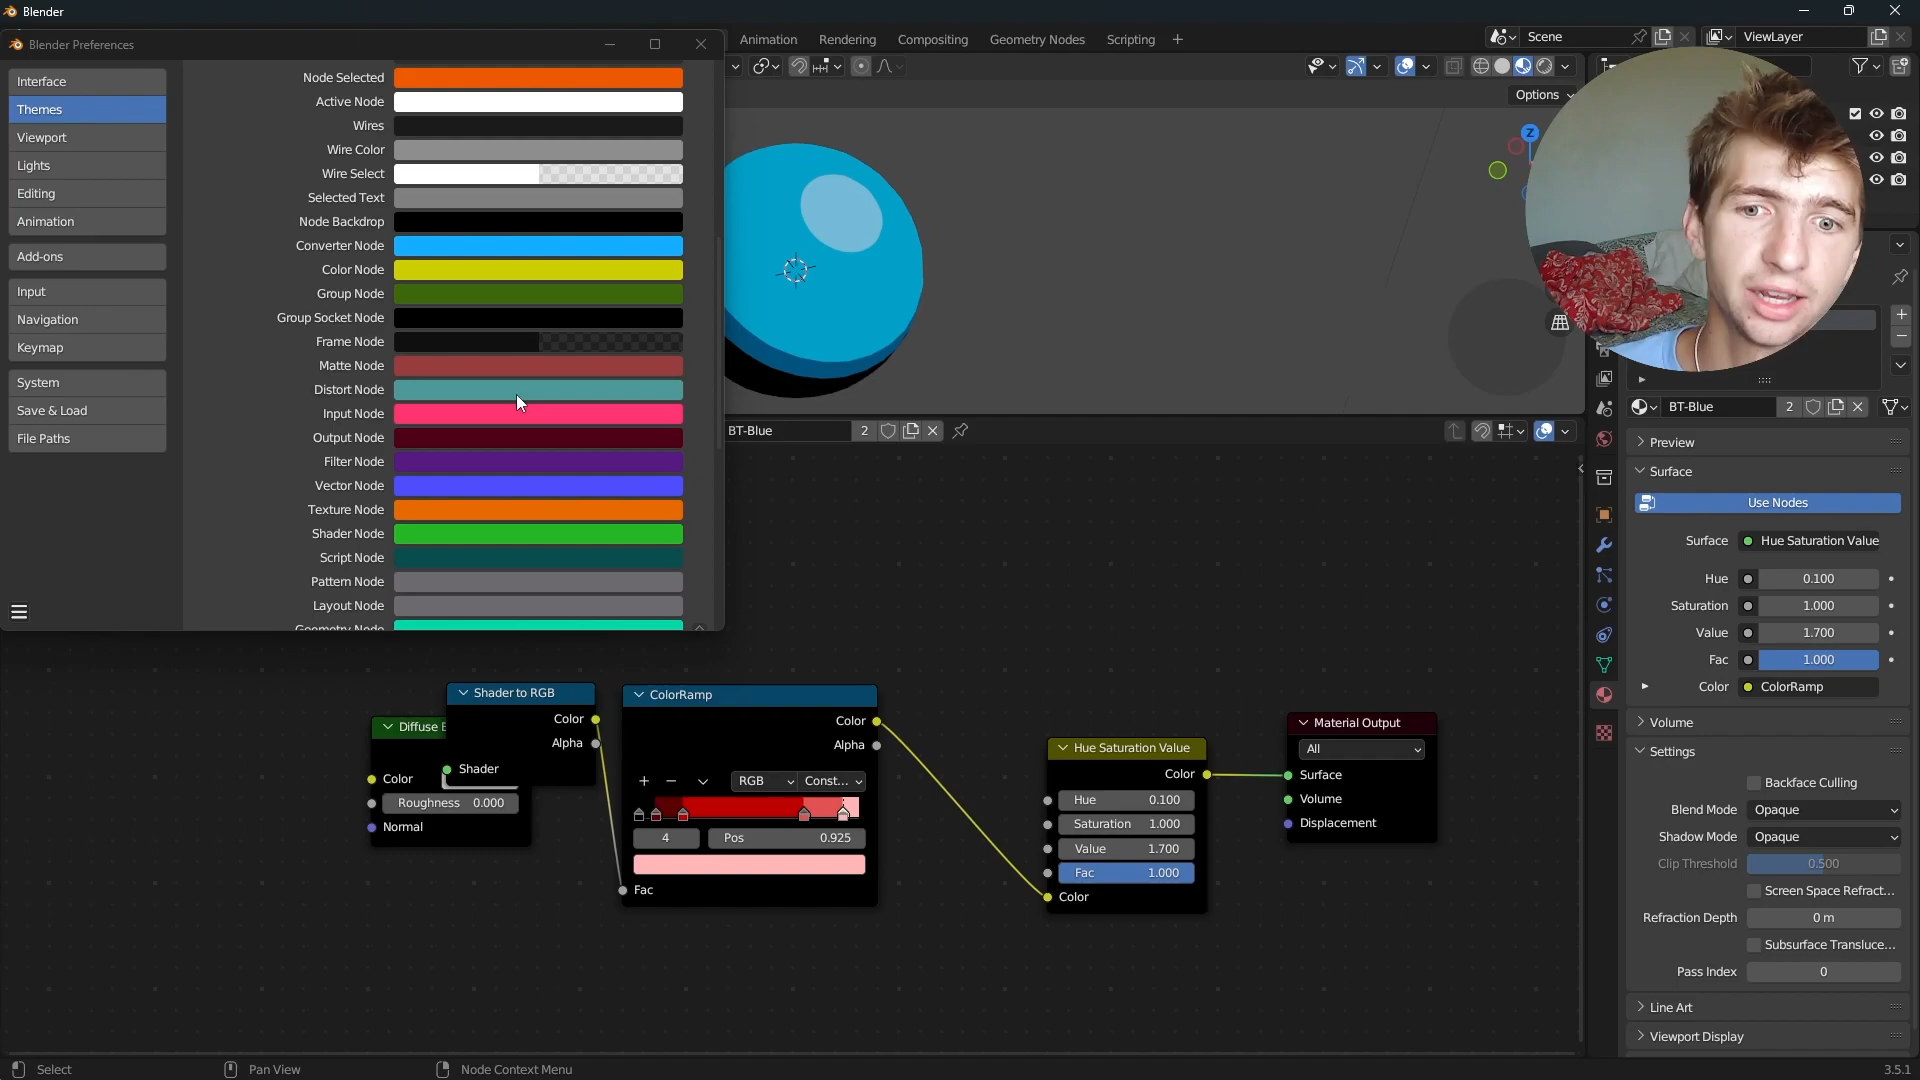 Blender
Blender Preferences
Animation
Rendering
Compositing
Geometry Nodes
Scripting
+
Scene
ViewLayer
Interface
Themes
Viewport
Lights
Editing
Animation
Add-ons
Input
Navigation
Keymap
System
Save & Load
File Paths
Node Selected
Active Node
Wires
Wire Color
Wire Select
Selected Text
Node Backdrop
Converter Node
Color Node
Group Node
Group Socket Node
Frame Node
Matte Node
Distort Node
Input Node
Output Node
Filter Node
Vector Node
Texture Node
Shader Node
Script Node
Pattern Node
Layout Node
Geometry Node
Options
Z
BT-Blue 2
BT-Blue 2
Preview
Surface
Use Nodes
Surface Hue Saturation Value
Hue 0.100
Saturation 1.000
Value 1.700
Fac 1.000
Color ColorRamp
Volume
Settings
Backface Culling
Blend Mode Opaque
Shadow Mode Opaque
Clip Threshold 0.500
Screen Space Refract...
Refraction Depth 0 m
Subsurface Transluce...
Pass Index 0
Line Art
Viewport Display
Diffuse B
Color
Roughness 0.000
Normal
Shader to RGB
Color
Alpha
Shader
ColorRamp
Color
Alpha
RGB Const...
4 Pos 0.925
Fac
Hue Saturation Value
Color
Hue 0.100
Saturation 1.000
Value 1.700
Fac 1.000
Color
Material Output
All
Surface
Volume
Displacement
Select
Pan View
Node Context Menu
3.5.1